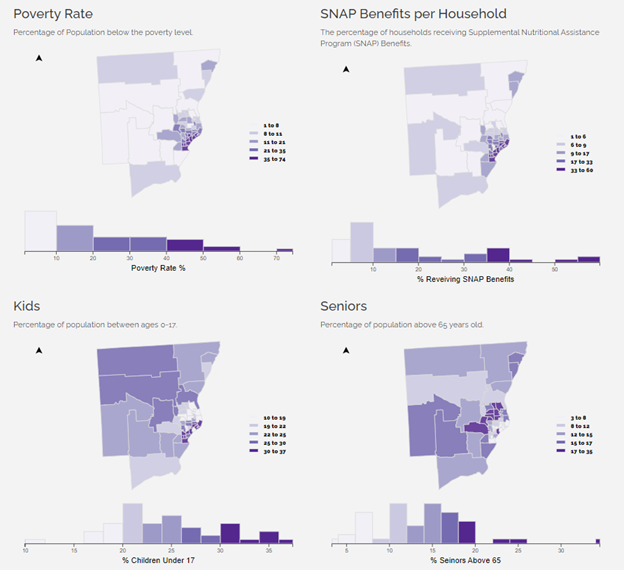 Poverty Rate
Percentage of Population below the poverty level.
1 to 8
8 to 11
11 to 21
21 to 35
35 to 74
10 20 30 40 50 60 70
Poverty Rate %
SNAP Benefits per Household
The percentage of households receiving Supplemental Nutritional Assistance
Program (SNAP) Benefits.
1 to 6
6 to 9
9 to 17
17 to 33
33 to 60
10 20 30 40 50
% Reveiving SNAP Benefits
Kids
Percentage of population between ages 0-17.
10 to 19
19 to 22
22 to 25
25 to 30
30 to 37
10 15 20 25 30 35
% Children Under 17
Seniors
Percentage of population above 65 years old.
3 to 8
8 to 12
12 to 15
15 to 17
17 to 35
5 10 15 20 25 30
% Seinors Above 65